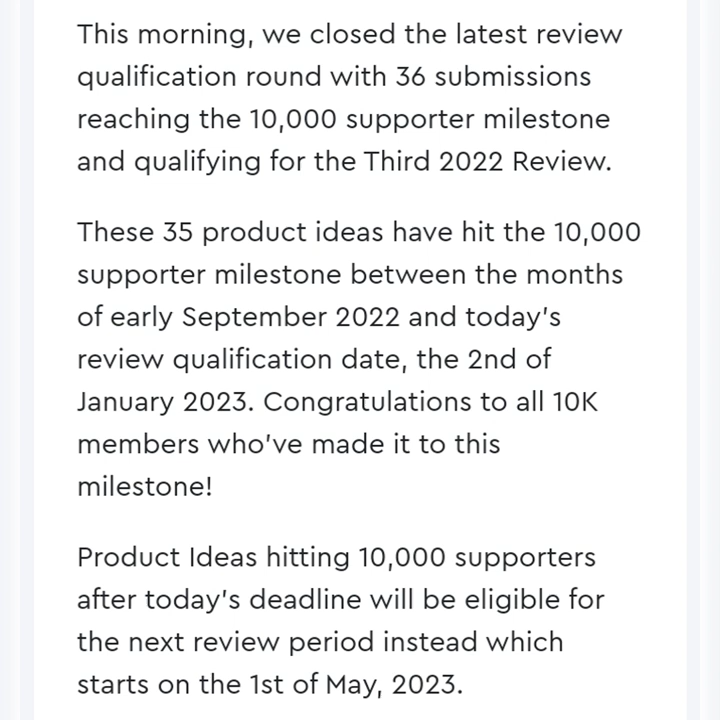 This morning, we closed the latest review
qualification round with 36 submissions
reaching the 10,000 supporter milestone
and qualifying for the Third 2022 Review.
These 35 product ideas have hit the 10,000
supporter milestone between the months
of early September 2022 and today's
review qualification date, the 2nd of
January 2023. Congratulations to all 10K
members who've made it to this
milestone!
Product Ideas hitting 10,000 supporters
after today's deadline will be eligible for
the next review period instead which
starts on the 1st of May, 2023.